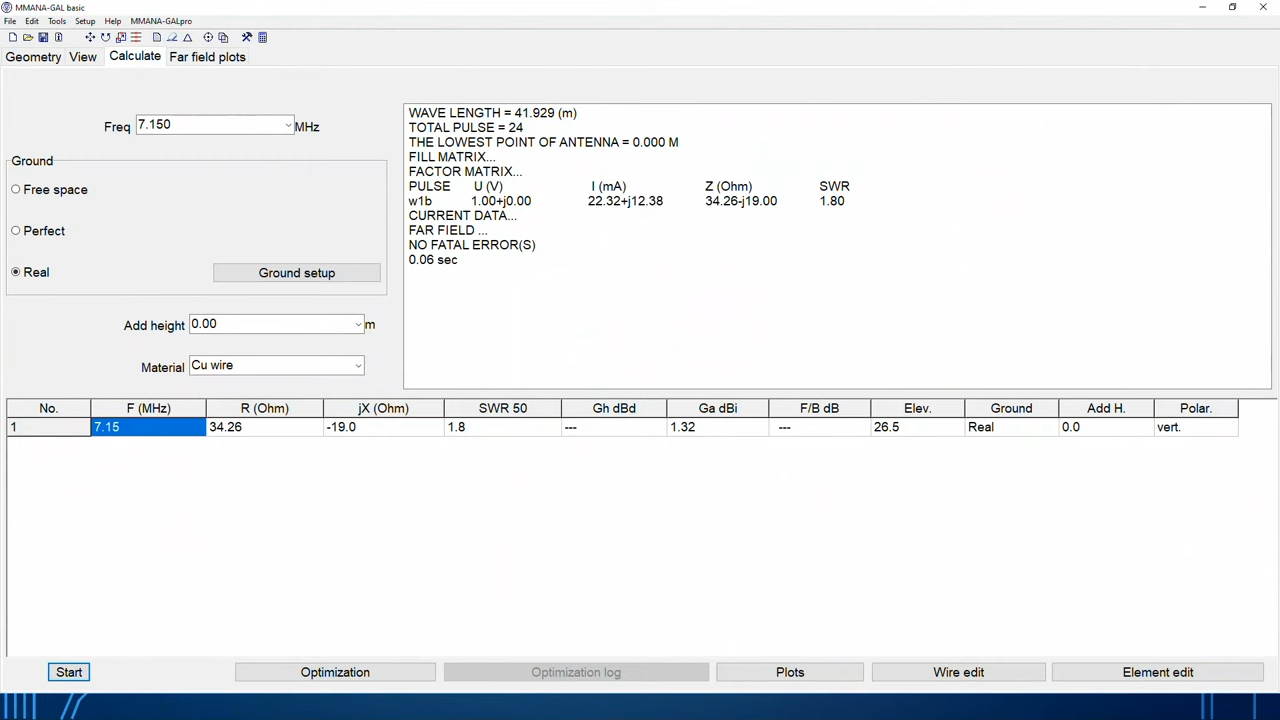 MMANA-GAL basic
File Edit Tools Setup Help MMANA-GALpro
Geometry View Calculate Far field plots
Freq 7.150 MHz
Ground
Free space
Perfect
Real Ground setup
Add height 0.00 m
Material Cu wire
WAVE LENGTH = 41.929 (m)
TOTAL PULSE = 24
THE LOWEST POINT OF ANTENNA = 0.000 M
FILL MATRIX...
FACTOR MATRIX...
PULSE U (V) I (mA) Z (Ohm) SWR
w1b 1.00+j0.00 22.32+j12.38 34.26-j19.00 1.80
CURRENT DATA...
FAR FIELD ...
NO FATAL ERROR(S)
0.06 sec
No. F (MHz) R (Ohm) jX (Ohm) SWR 50 Gh dBd Ga dBi F/B dB Elev. Ground Add H. Polar.
1 7.15 34.26 -19.0 1.8 --- 1.32 --- 26.5 Real 0.0 vert.
Start Optimization Optimization log Plots Wire edit Element edit